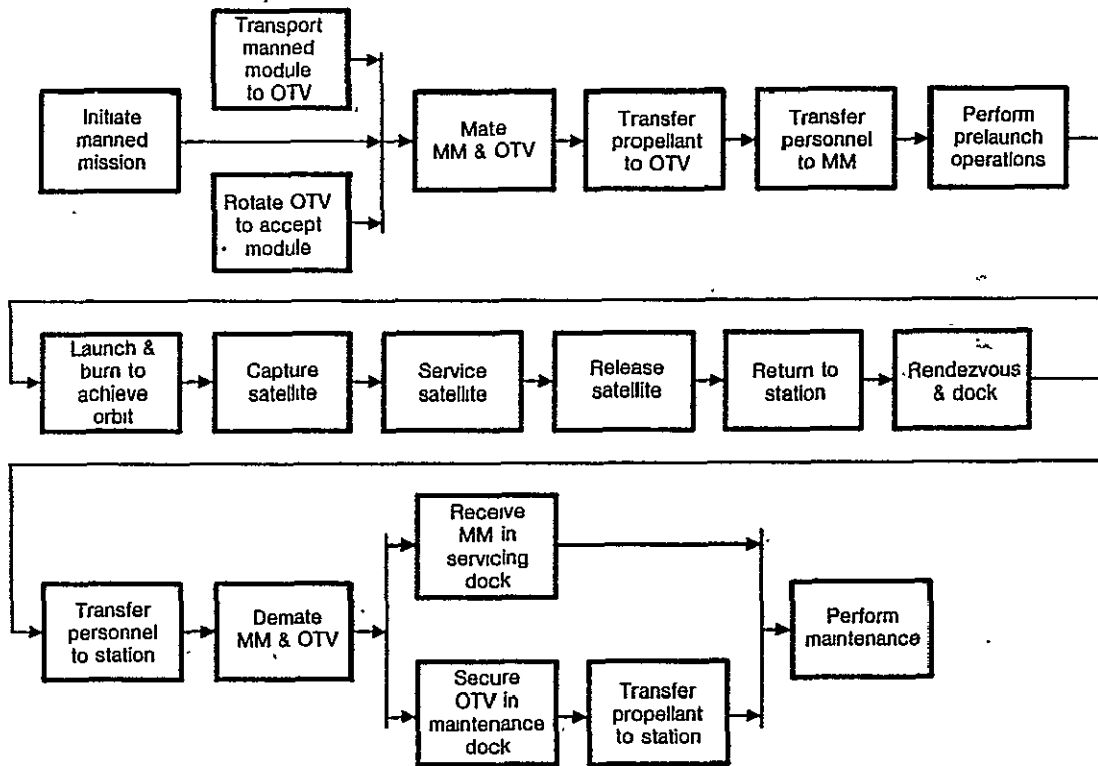 Transport
manned
module
to OTV
Initiate
manned
mission
Rotate OTV
to accept
module
Mate
MM & OTV
Transfer
propellant
to OTV
Transfer
personnel
to MM
Perform
prelaunch
operations
Launch &
burn to
achieve
orbit
Capture
satellite
Service
satellite
Release
satellite
Return to
station
Rendezvous
& dock
Transfer
personnel
to station
Demate
MM & OTV
Receive
MM in
servicing
dock
Secure
OTV in
maintenance
dock
Transfer
propellant
to station
Perform
maintenance